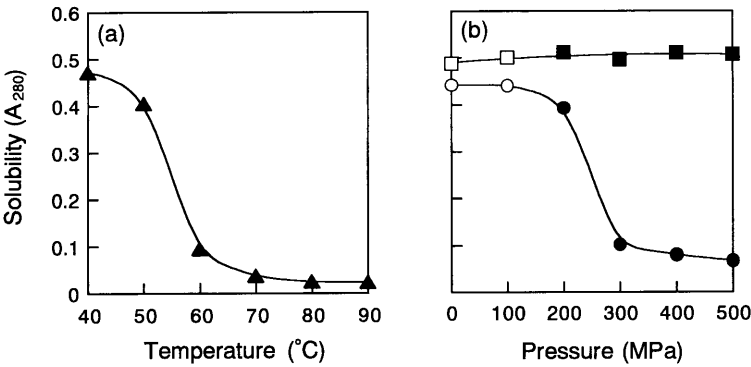 (a)
0.6
0.5
0.4
0.3
0.2
0.1
0
Solubility (A280)
40 50 60 70 80 90
Temperature (°C)
(b)
0 100 200 300 400 500
Pressure (MPa)